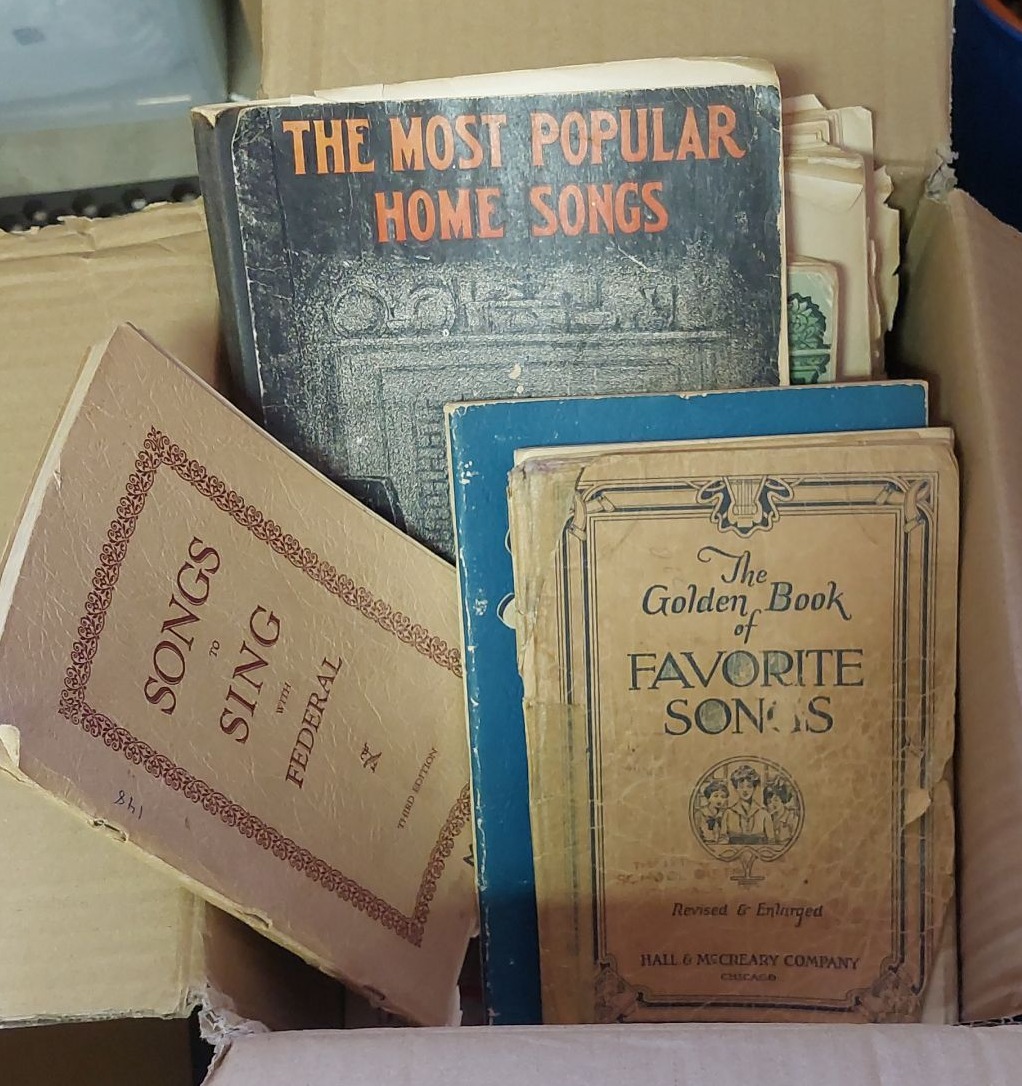 THE MOST POPULAR
HOME SONGS
SONGS
TO
SING
WITH
FEDERAL
THIRD EDITION
148
The
Golden Book
of
FAVORITE
SONGS
Revised & Enlarged
HALL & McCREARY COMPANY
CHICAGO